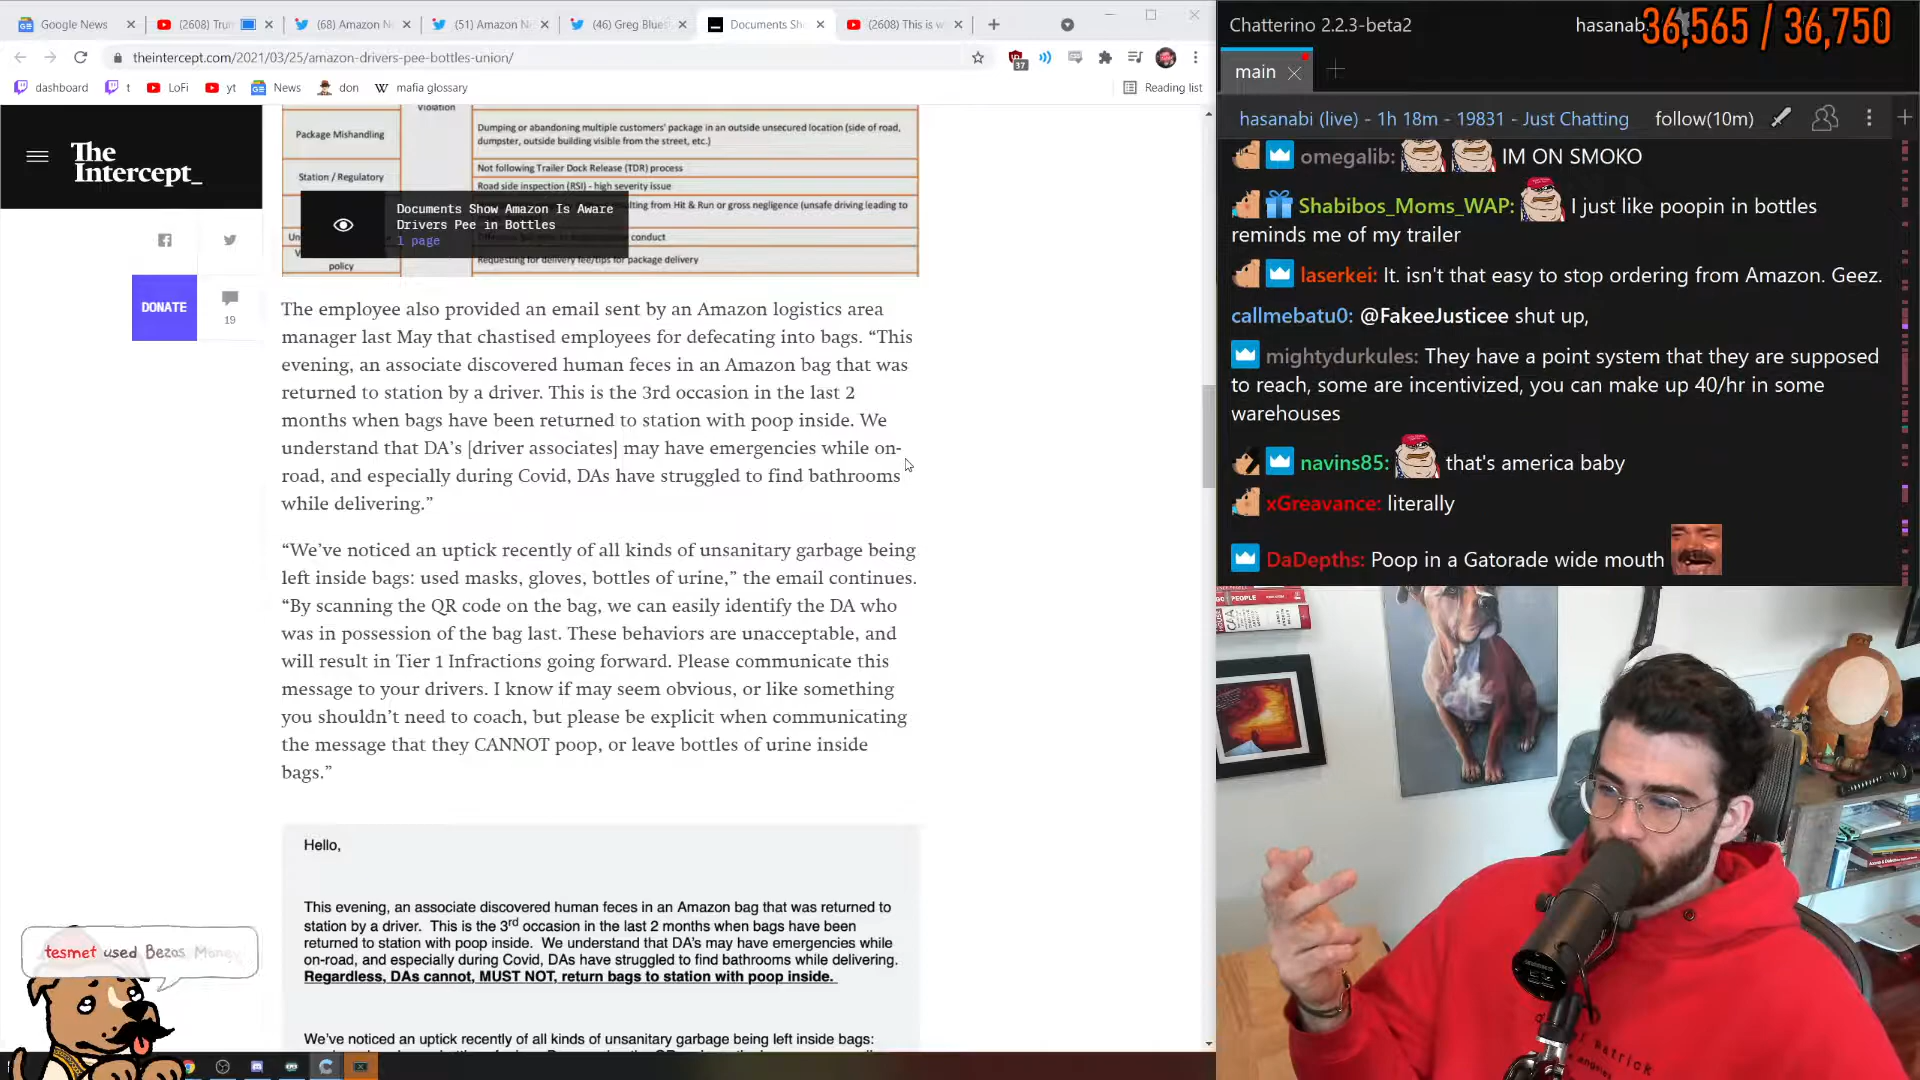 Google News
(2608) Trum
(68) Amazon Ne
(51) Amazon Ne
(46) Greg Bluest
Documents Sho
(2608) This is w
theintercept.com/2021/03/25/amazon-drivers-pee-bottles-union/
37
dashboard
t
LoFi
yt
News
don
mafia glossary
Reading list
The
Intercept_
DONATE
19
Violation
Package Mishandling
Dumping or abandoning multiple customers' package in an outside unsecured location (side of road,
dumpster, outside building visible from the street, etc.)
Station / Regulatory
Not following Trailer Dock Release (TDR) process
Road side inspection (RSI) - high severity issue
resulting from Hit & Run or gross negligence (unsafe driving leading to
conduct
policy
Requesting for delivery fee/tips for package delivery
Documents Show Amazon Is Aware
Drivers Pee in Bottles
1 page
The employee also provided an email sent by an Amazon logistics area
manager last May that chastised employees for defecating into bags. “This
evening, an associate discovered human feces in an Amazon bag that was
returned to station by a driver. This is the 3rd occasion in the last 2
months when bags have been returned to station with poop inside. We
understand that DA’s [driver associates] may have emergencies while on-
road, and especially during Covid, DAs have struggled to find bathrooms
while delivering.”
“We’ve noticed an uptick recently of all kinds of unsanitary garbage being
left inside bags: used masks, gloves, bottles of urine,” the email continues.
“By scanning the QR code on the bag, we can easily identify the DA who
was in possession of the bag last. These behaviors are unacceptable, and
will result in Tier 1 Infractions going forward. Please communicate this
message to your drivers. I know if may seem obvious, or like something
you shouldn’t need to coach, but please be explicit when communicating
the message that they CANNOT poop, or leave bottles of urine inside
bags.”
Hello,
This evening, an associate discovered human feces in an Amazon bag that was returned to
station by a driver. This is the 3rd occasion in the last 2 months when bags have been
returned to station with poop inside. We understand that DA's may have emergencies while
on-road, and especially during Covid, DAs have struggled to find bathrooms while delivering.
Regardless, DAs cannot, MUST NOT, return bags to station with poop inside.
We've noticed an uptick recently of all kinds of unsanitary garbage being left inside bags:
tesmet used Bezos Money
Chatterino 2.2.3-beta2
hasanab
36,565 / 36,750
main
hasanabi (live) - 1h 18m - 19831 - Just Chatting
follow(10m)
omegalib: IM ON SMOKO
Shabibos_Moms_WAP: I just like poopin in bottles
reminds me of my trailer
laserkei: It. isn't that easy to stop ordering from Amazon. Geez.
callmebatu0: @FakeeJusticee shut up,
mightydurkules: They have a point system that they are supposed
to reach, some are incentivized, you can make up 40/hr in some
warehouses
navins85: that's america baby
xGreavance: literally
DaDepths: Poop in a Gatorade wide mouth
PEOPLE